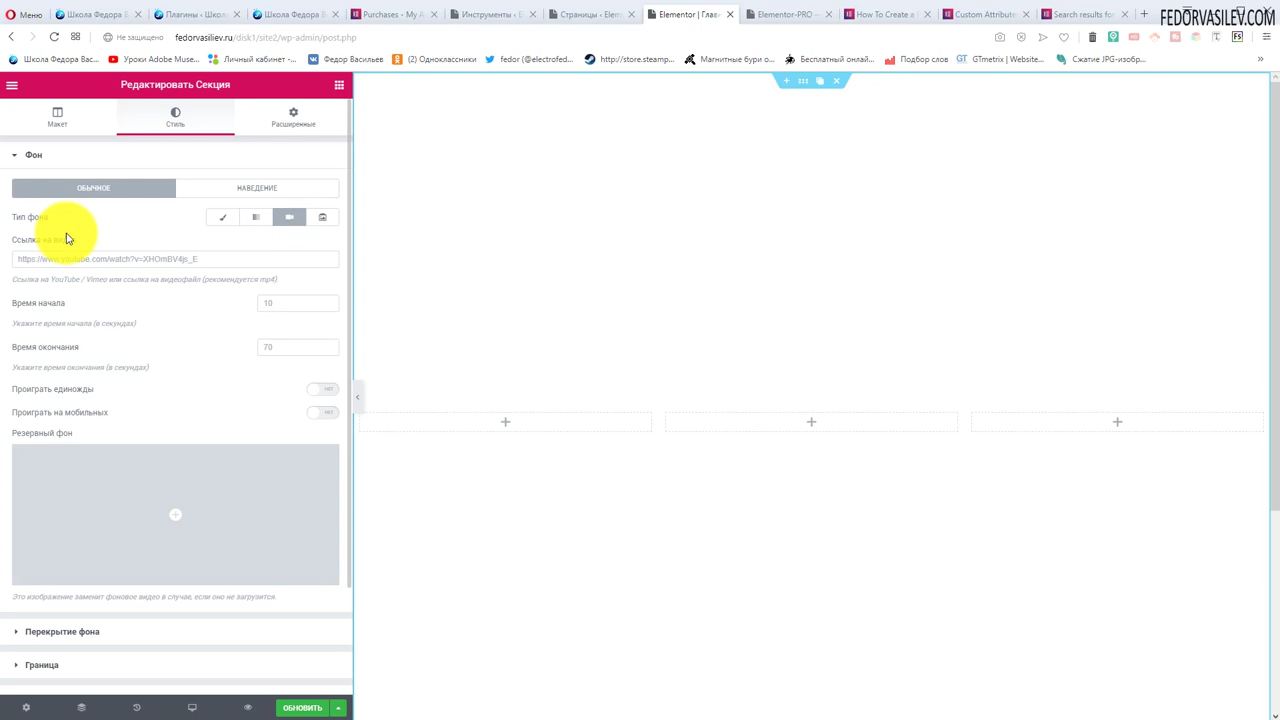 Меню
Школа Федора В
Плагины ‹ Школа
Школа Федора В
Purchases - My A
Инструменты ‹ E
Страницы ‹ Elem
Elementor | Глав
Elementor-PRO —
How To Create a
Custom Attribute
Search results fo
FEDORVASILEV.COM
Не защищено
fedorvasiliev.ru/disk1/site2/wp-admin/post.php
Школа Федора Вас...
Уроки Adobe Muse...
Личный кабинет -...
Федор Васильев
(2) Одноклассники
fedor (@electrofed...
http://store.steamp...
Магнитные бури о...
Бесплатный онлай...
Подбор слов
GTmetrix | Website...
Сжатие JPG-изобр...
Редактировать Секция
Макет
Стиль
Расширенные
Фон
ОБЫЧНОЕ
НАВЕДЕНИЕ
Тип фона
Ссылка на
https://www.youtube.com/watch?v=XHOmBV4js_E
Ссылка на YouTube / Vimeo или ссылка на видеофайл (рекомендуется mp4).
Время начала
10
Укажите время начала (в секундах)
Время окончания
70
Укажите время окончания (в секундах)
Проиграть единожды
НЕТ
Проиграть на мобильных
НЕТ
Резервный фон
Это изображение заменит фоновое видео в случае, если оно не загрузится.
Перекрытие фона
Граница
ОБНОВИТЬ